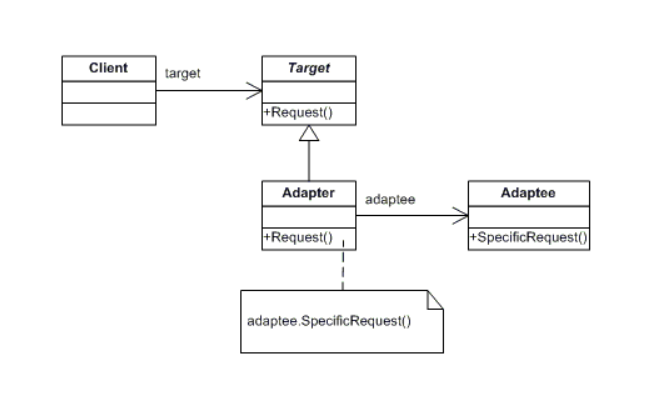 Client
target
Target
+Request()
Adapter
adaptee
Adaptee
+Request()
+SpecificRequest()
adaptee.SpecificRequest()